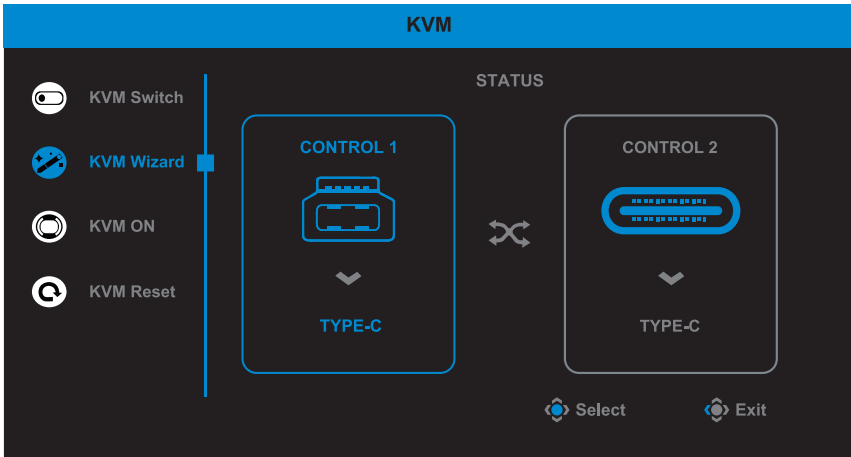 KVM
KVM Switch
KVM Wizard
KVM ON
KVM Reset
STATUS
CONTROL 1
TYPE-C
CONTROL 2
TYPE-C
Select
Exit